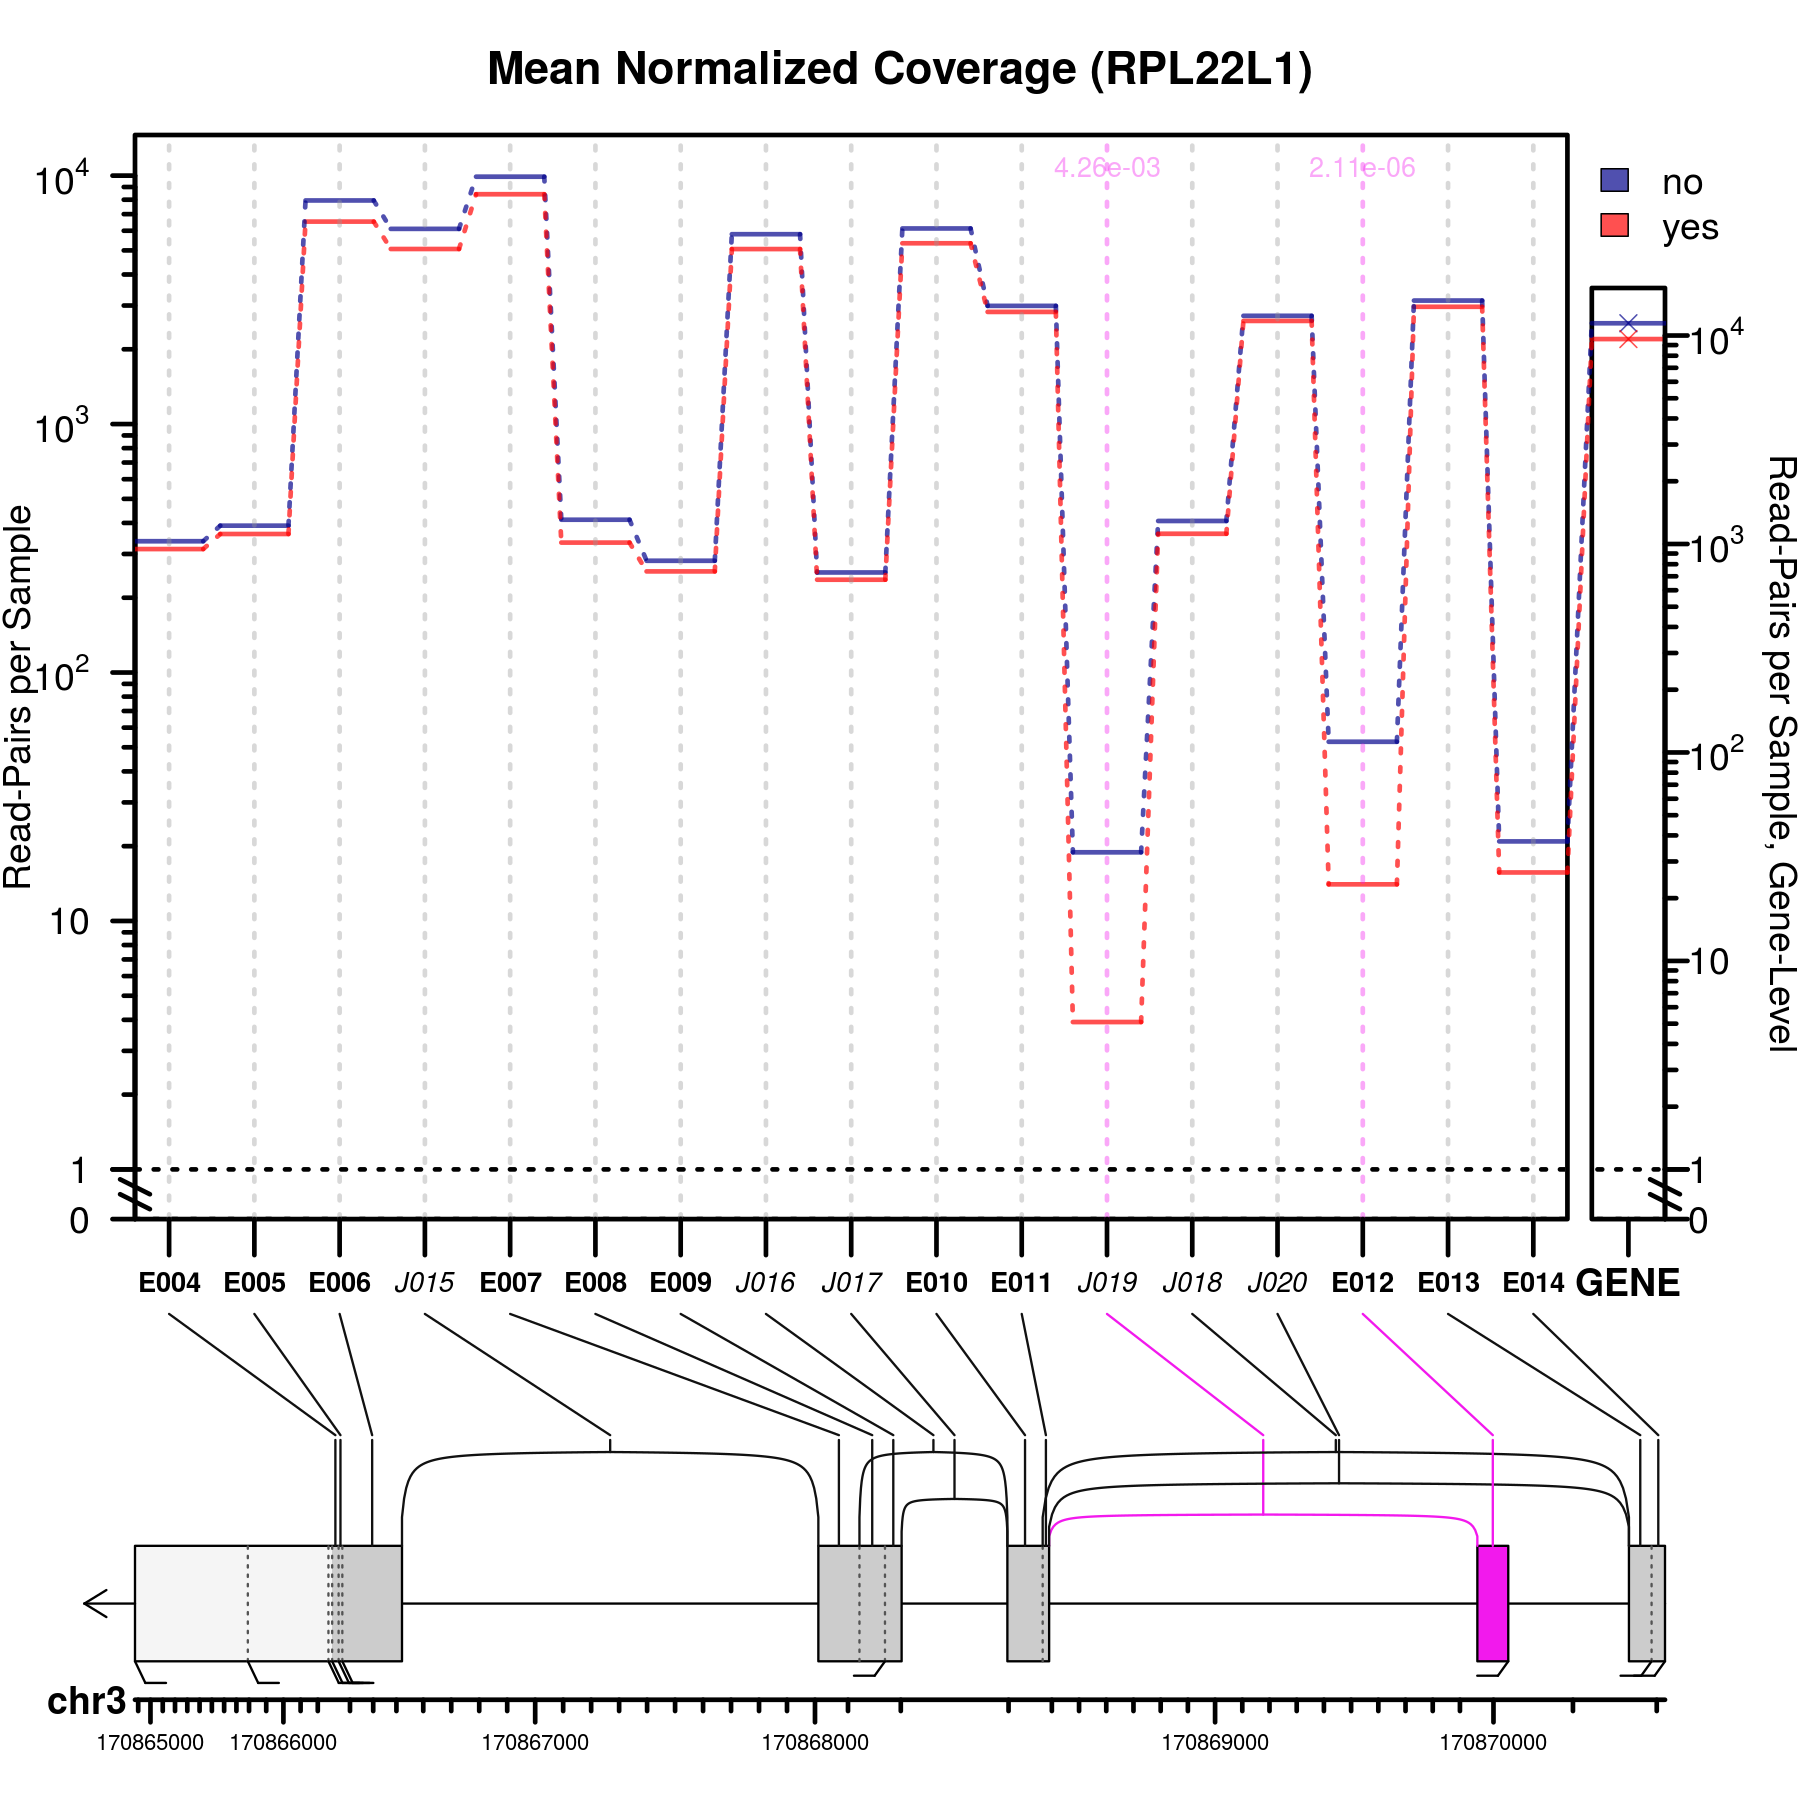 Mean Normalized Coverage (RPL22L1)
4.26e-03 2.11e-06
no
yes
Read-Pairs per Sample
10^4
10^3
10^2
10
1
0
10^4
10^3
10^2
10
1
0
Read-Pairs per Sample, Gene-Level
E004 E005 E006 J015 E007 E008 E009 J016 J017 E010 E011 J019 J018 J020 E012 E013 E014 GENE
chr3
170865000 170866000 170867000 170868000 170869000 170870000